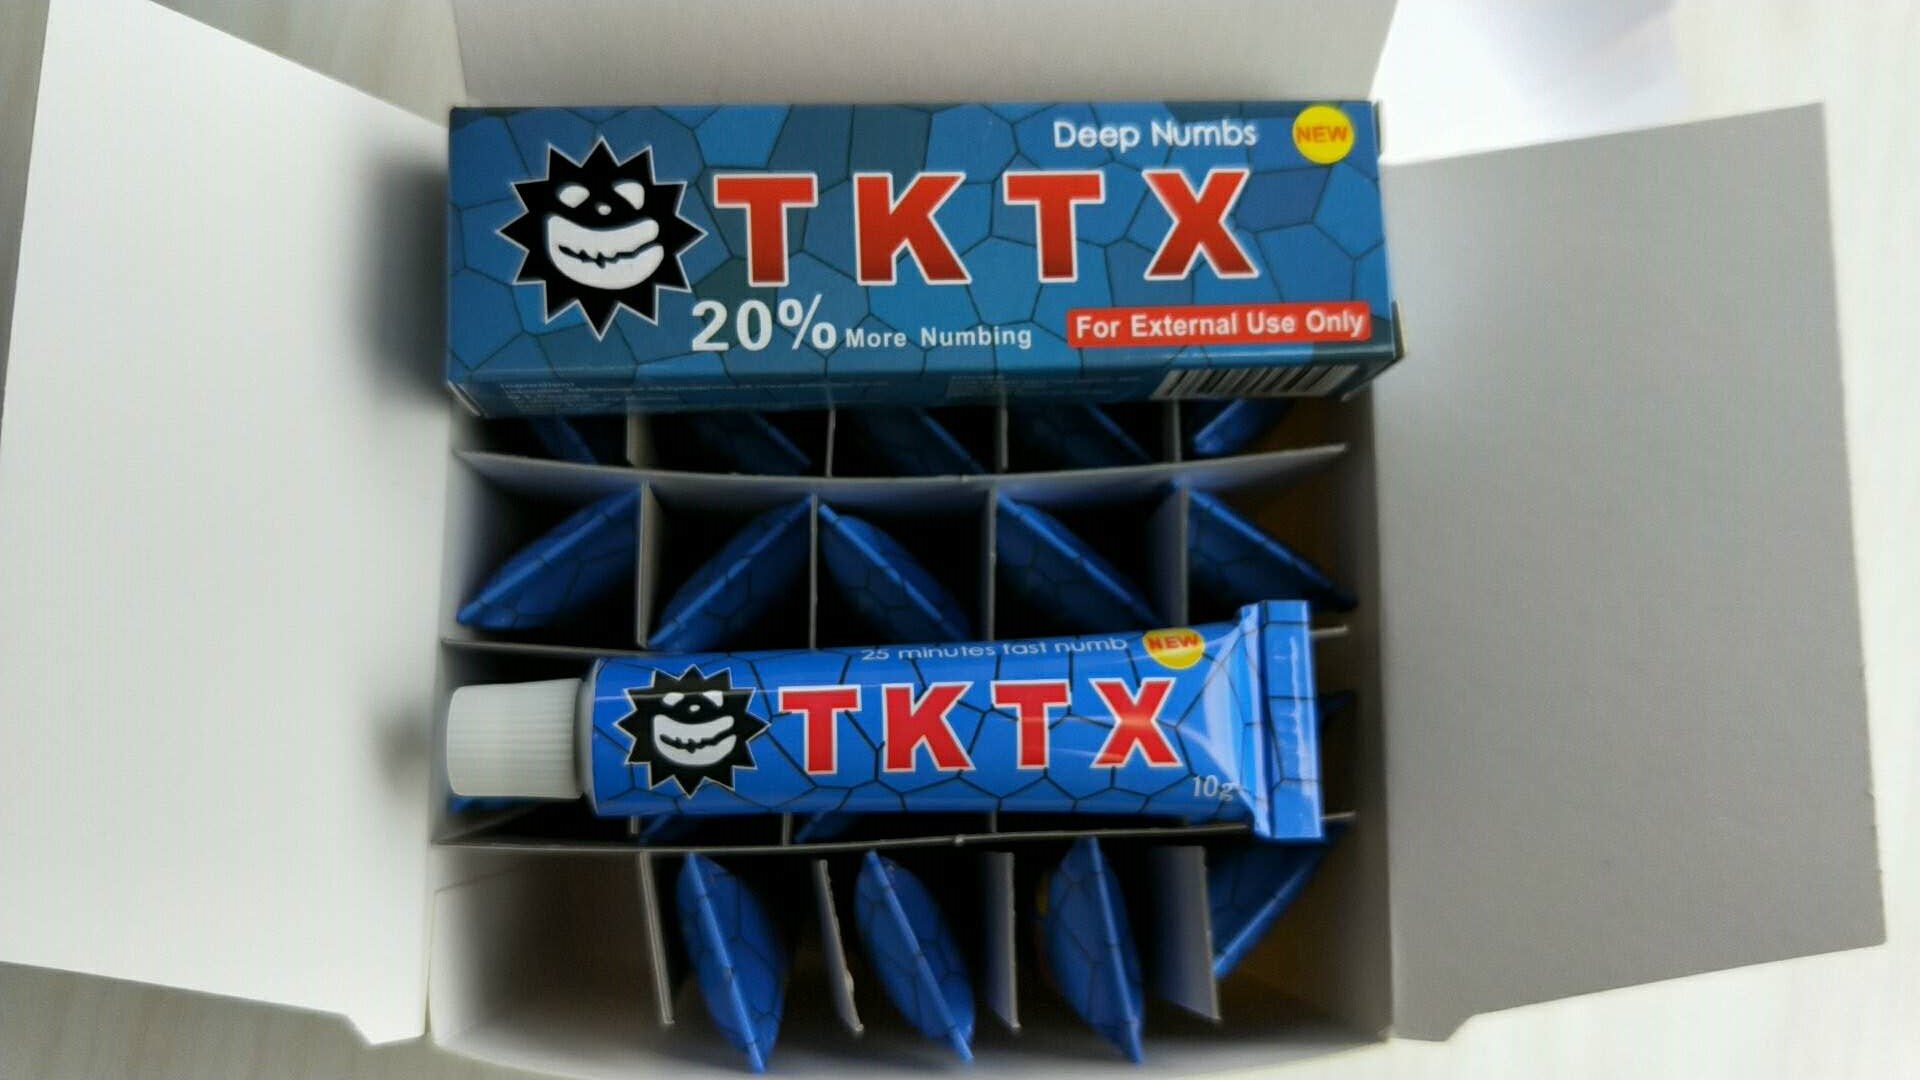 Deep Numbs
NEW
TKTX
20% More Numbing
For External Use Only
25 minutes fast numb
NEW
TKTX
10g